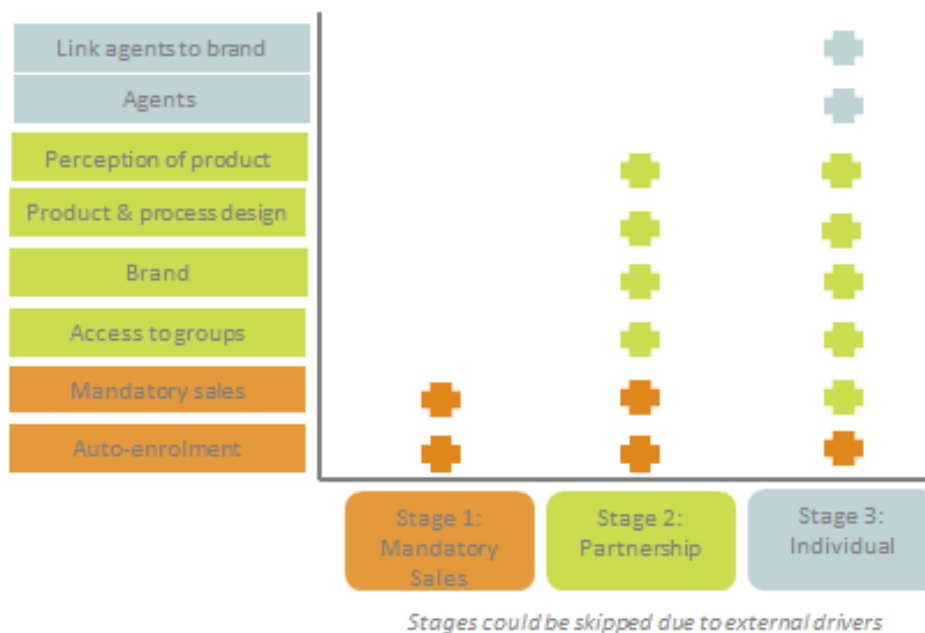 Link agents to brand
Agents
Perception of product
Product & process design
Brand
Access to groups
Mandatory sales
Auto-enrolment
Stage 1:
Mandatory
Sales
Stage 2:
Partnership
Stage 3:
Individual
Stages could be skipped due to external drivers